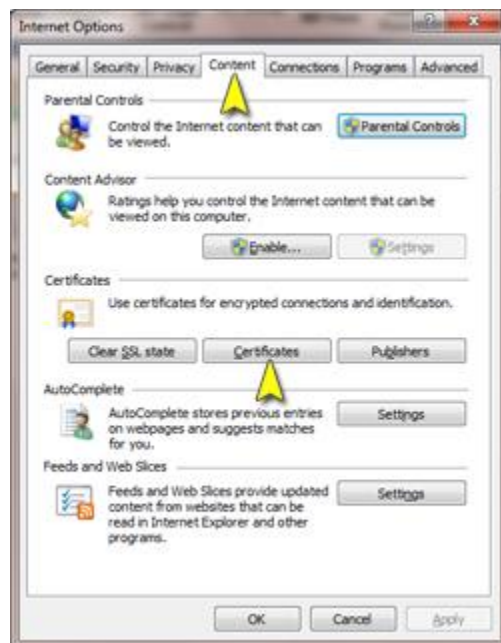 Internet Options
General Security Privacy Content Connections Programs Advanced
Parental Controls
Control the Internet content that can
be viewed.
Parental Controls
Content Advisor
Ratings help you control the Internet content that can be
viewed on this computer.
Enable...
Settings
Certificates
Use certificates for encrypted connections and identification.
Clear SSL state
Certificates
Publishers
AutoComplete
AutoComplete stores previous entries
on webpages and suggests matches
for you.
Settings
Feeds and Web Slices
Feeds and Web Slices provide updated
content from websites that can be
read in Internet Explorer and other
programs.
Settings
OK
Cancel
Apply